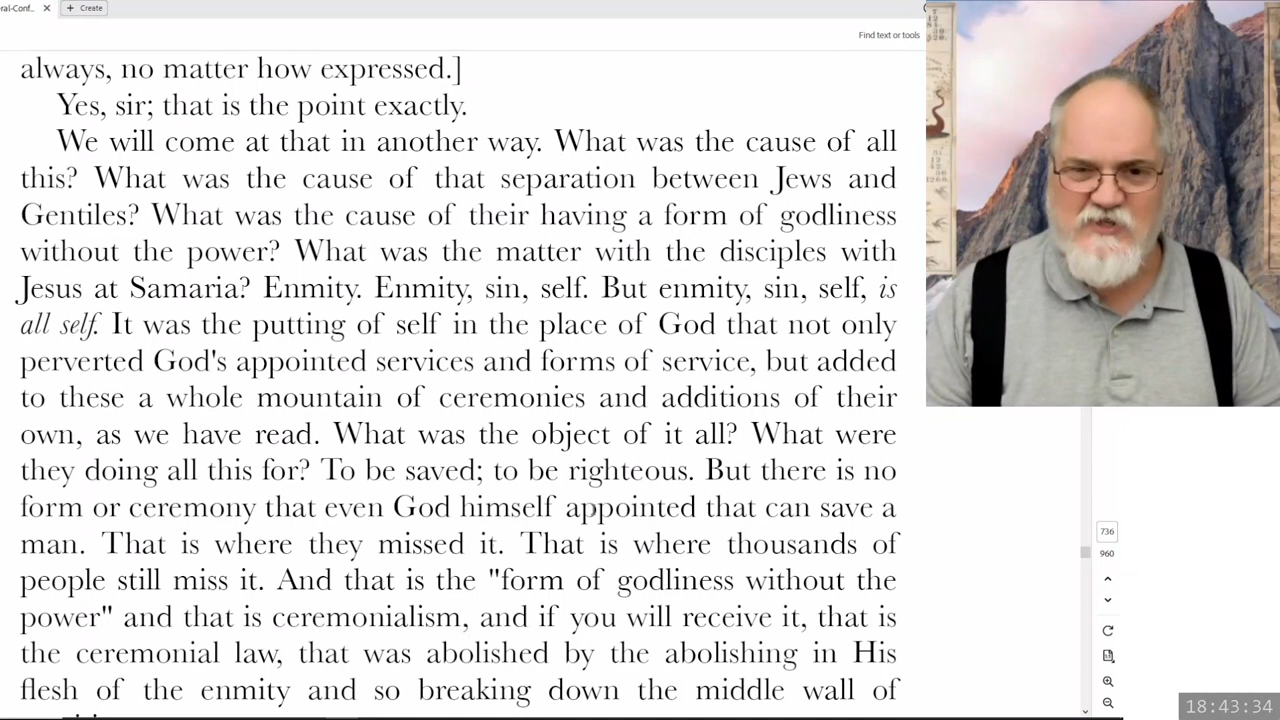 ral-Conf..
Create
Find text or tools
always, no matter how expressed.]
Yes, sir; that is the point exactly.
We will come at that in another way. What was the cause of all
this? What was the cause of that separation between Jews and
Gentiles? What was the cause of their having a form of godliness
without the power? What was the matter with the disciples with
Jesus at Samaria? Enmity. Enmity, sin, self. But enmity, sin, self, is
all self. It was the putting of self in the place of God that not only
perverted God's appointed services and forms of service, but added
to these a whole mountain of ceremonies and additions of their
own, as we have read. What was the object of it all? What were
they doing all this for? To be saved; to be righteous. But there is no
form or ceremony that even God himself appointed that can save a
man. That is where they missed it. That is where thousands of
people still miss it. And that is the "form of godliness without the
power" and that is ceremonialism, and if you will receive it, that is
the ceremonial law, that was abolished by the abolishing in His
flesh of the enmity and so breaking down the middle wall of
736
960
18:43:34